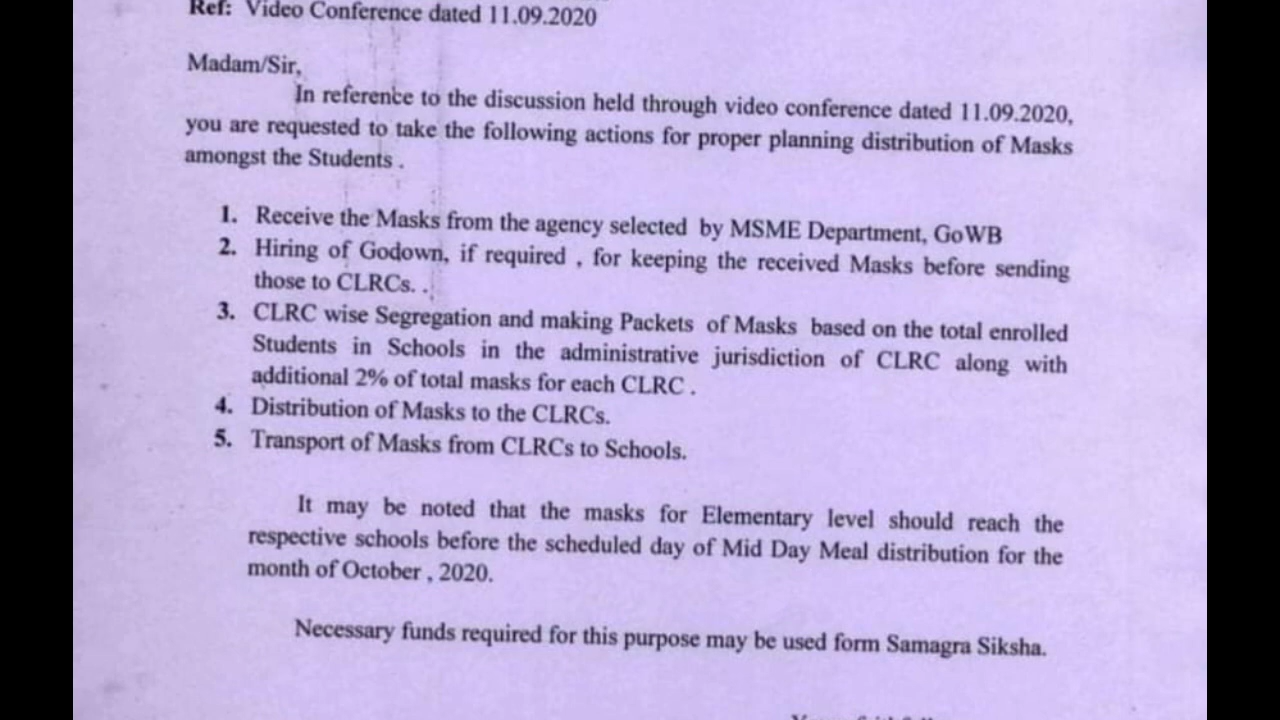 Ref: Video Conference dated 11.09.2020
Madam/Sir,
In reference to the discussion held through video conference dated 11.09.2020,
you are requested to take the following actions for proper planning distribution of Masks
amongst the Students .
1. Receive the Masks from the agency selected by MSME Department, GoWB
2. Hiring of Godown, if required , for keeping the received Masks before sending
those to CLRCs. .
3. CLRC wise Segregation and making Packets of Masks based on the total enrolled
Students in Schools in the administrative jurisdiction of CLRC along with
additional 2% of total masks for each CLRC .
4. Distribution of Masks to the CLRCs.
5. Transport of Masks from CLRCs to Schools.
It may be noted that the masks for Elementary level should reach the
respective schools before the scheduled day of Mid Day Meal distribution for the
month of October , 2020.
Necessary funds required for this purpose may be used form Samagra Siksha.